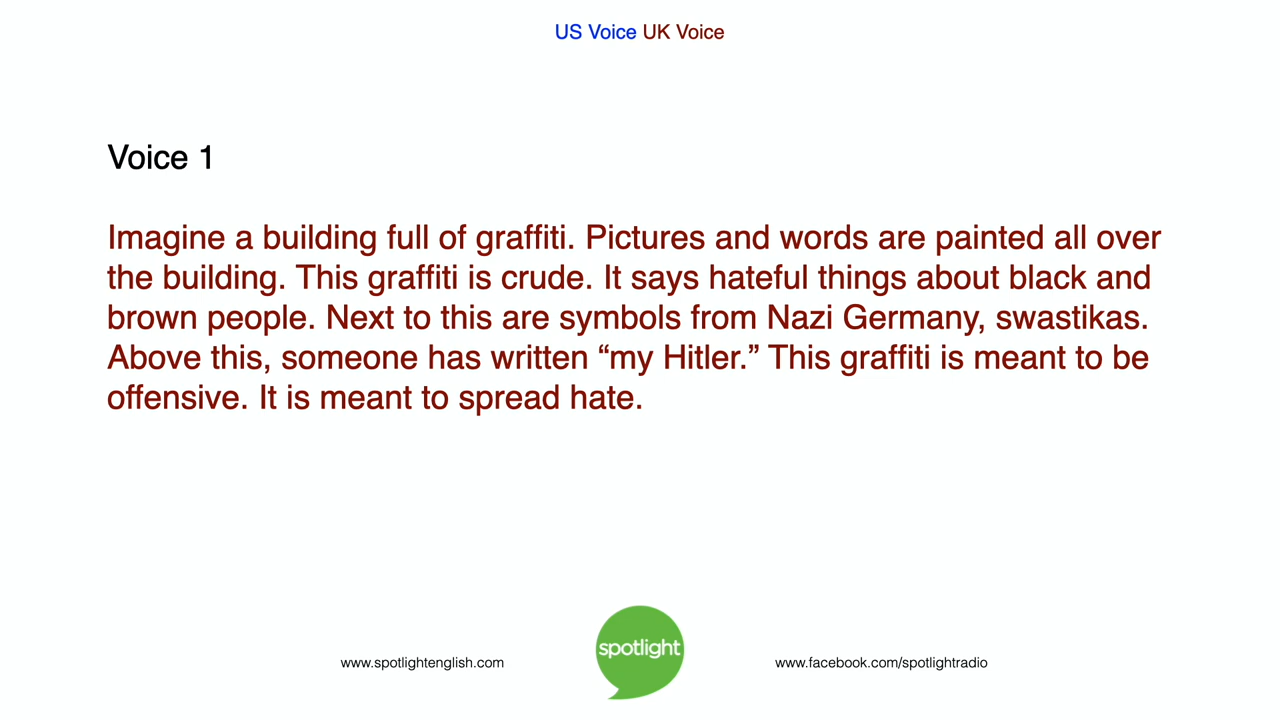 US Voice UK Voice
Voice 1
Imagine a building full of graffiti. Pictures and words are painted all over
the building. This graffiti is crude. It says hateful things about black and
brown people. Next to this are symbols from Nazi Germany, swastikas.
Above this, someone has written “my Hitler.” This graffiti is meant to be
offensive. It is meant to spread hate.
www.spotlightenglish.com
spotlight
www.facebook.com/spotlightradio